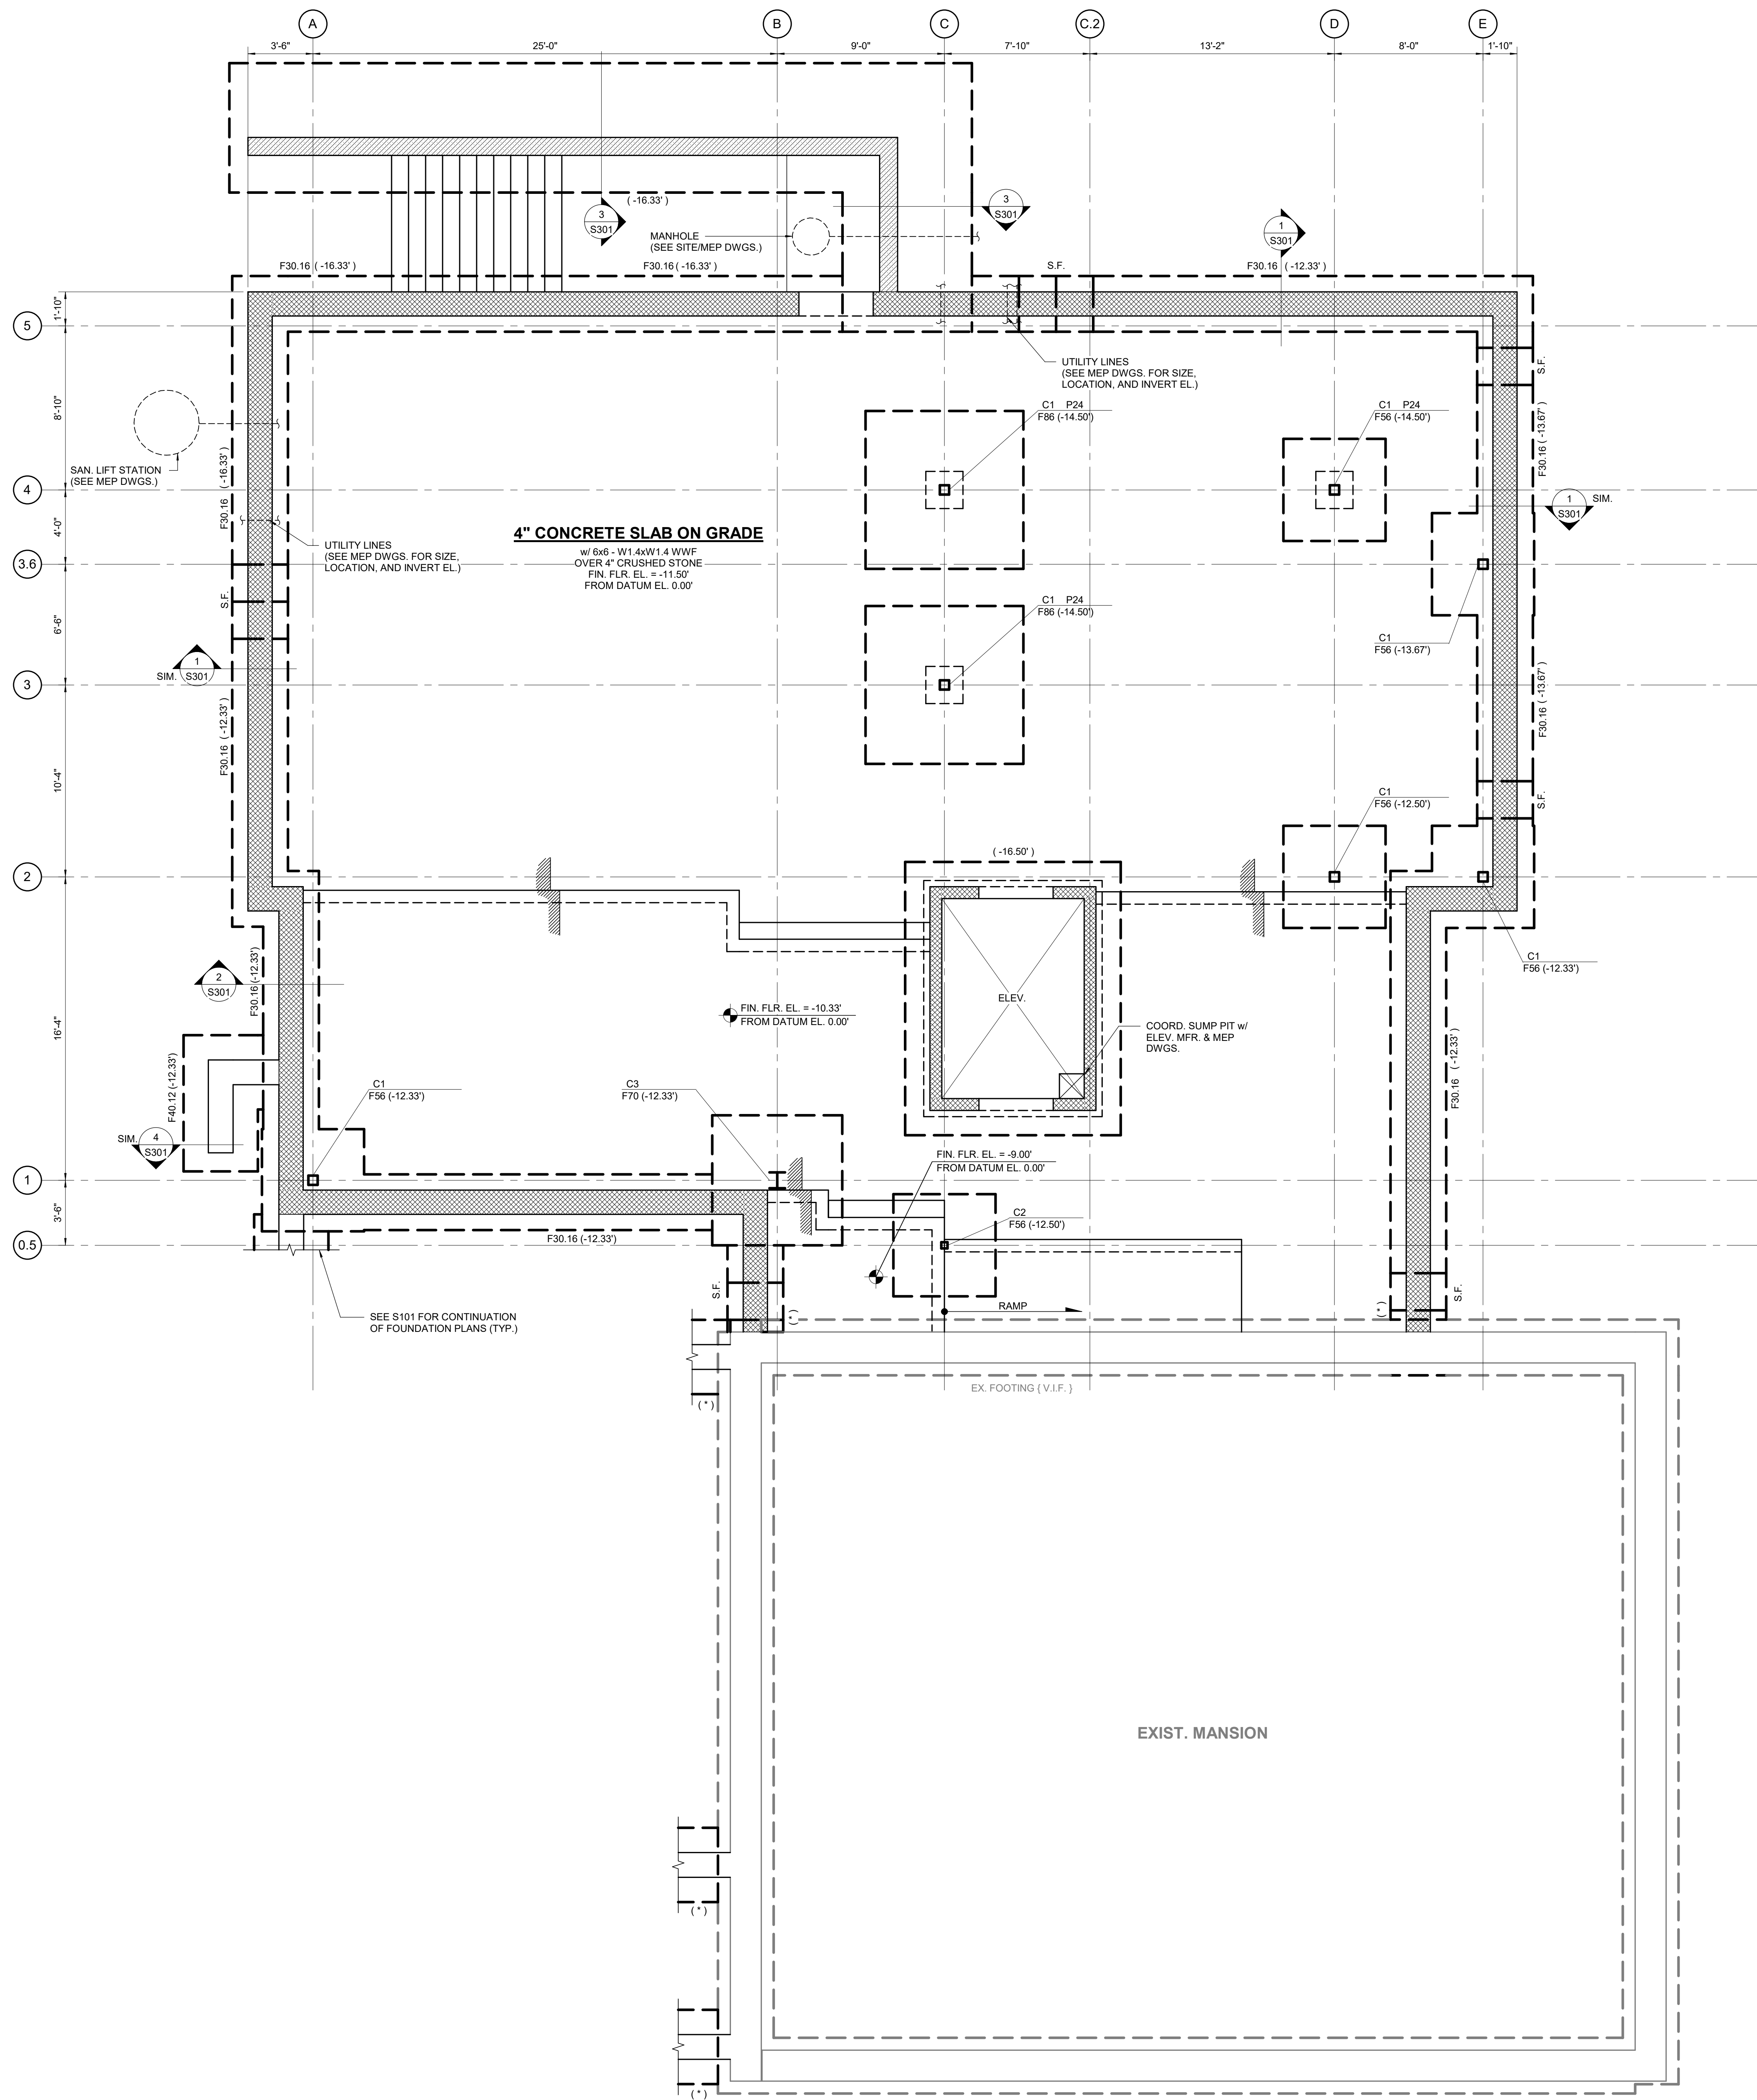 A
B
C
C.2
D
E
3'-6"
25'-0"
9'-0"
7'-10"
13'-2"
8'-0"
1'-10"
( -16.33' )
3
S301
3
S301
1
S301
MANHOLE
(SEE SITE/MEP DWGS.)
F30.16 ( -16.33' )
F30.16 ( -16.33' )
S.F.
F30.16 ( -12.33' )
1'-10"
5
UTILITY LINES
(SEE MEP DWGS. FOR SIZE,
LOCATION, AND INVERT EL.)
S.F.
8'-10"
C1 P24
F86 (-14.50')
C1 P24
F56 (-14.50')
F30.16 ( -13.67' )
SAN. LIFT STATION
(SEE MEP DWGS.)
F30.16 ( -16.33')
4
1
S301
SIM.
4'-0"
4" CONCRETE SLAB ON GRADE
w/ 6x6 - W1.4xW1.4 WWF
OVER 4" CRUSHED STONE
FIN. FLR. EL. = -11.50'
FROM DATUM EL. 0.00'
UTILITY LINES
(SEE MEP DWGS. FOR SIZE,
LOCATION, AND INVERT EL.)
3.6
S.F.
C1 P24
F86 (-14.50')
6'-6"
C1
F56 (-13.67')
1
S301
SIM.
3
F30.16 ( -13.67' )
F30.16 ( -12.33')
10'-4"
C1
F56 (-12.50')
S.F.
( -16.50' )
2
C1
F56 (-12.33')
F30.16 (-12.33')
2
S301
ELEV.
FIN. FLR. EL. = -10.33'
FROM DATUM EL. 0.00'
COORD. SUMP PIT w/
ELEV. MFR. & MEP
DWGS.
16'-4"
F40.12 (-12.33')
C1
F56 (-12.33')
C3
F70 (-12.33')
F30.16 ( -12.33')
SIM.
4
S301
FIN. FLR. EL. = -9.00'
FROM DATUM EL. 0.00'
1
3'-6"
C2
F56 (-12.50')
0.5
F30.16 (-12.33')
S.F.
S.F.
RAMP
( * )
( * )
SEE S101 FOR CONTINUATION
OF FOUNDATION PLANS (TYP.)
EX. FOOTING { V.I.F. }
( * )
EXIST. MANSION
( * )
( * )